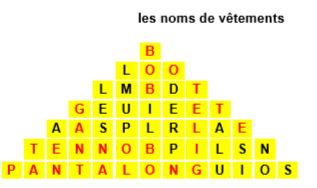 les noms de vêtements
B
L O O
L M B D T
G E U I E E T
A A S P L R L A E
T E N N O B P I L S N
P A N T A L O N G U I O S